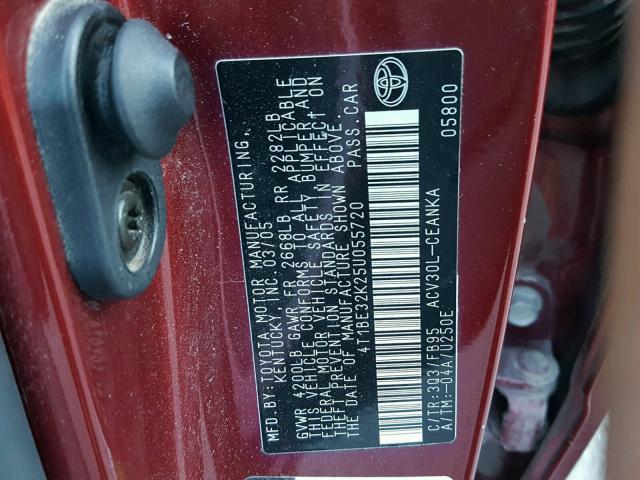 MFD.BY:TOYOTA MOTOR MANUFACTURING,
KENTUCKY, INC. 03/05
GVWR 4200LB GAWR FR 2668LB RR 2282LB
THIS VEHICLE CONFORMS TO ALL APPLICABLE
FEDERAL MOTOR VEHICLE SAFETY, BUMPER, AND
THEFT PREVENTION STANDARDS IN EFFECT ON
THE DATE OF MANUFACTURE SHOWN ABOVE.
4T1BE32K25U055720 PASS.CAR
C/TR:3Q3/FB95 ACV30L-CEANKA
A/TM:-04A/U250E 05800